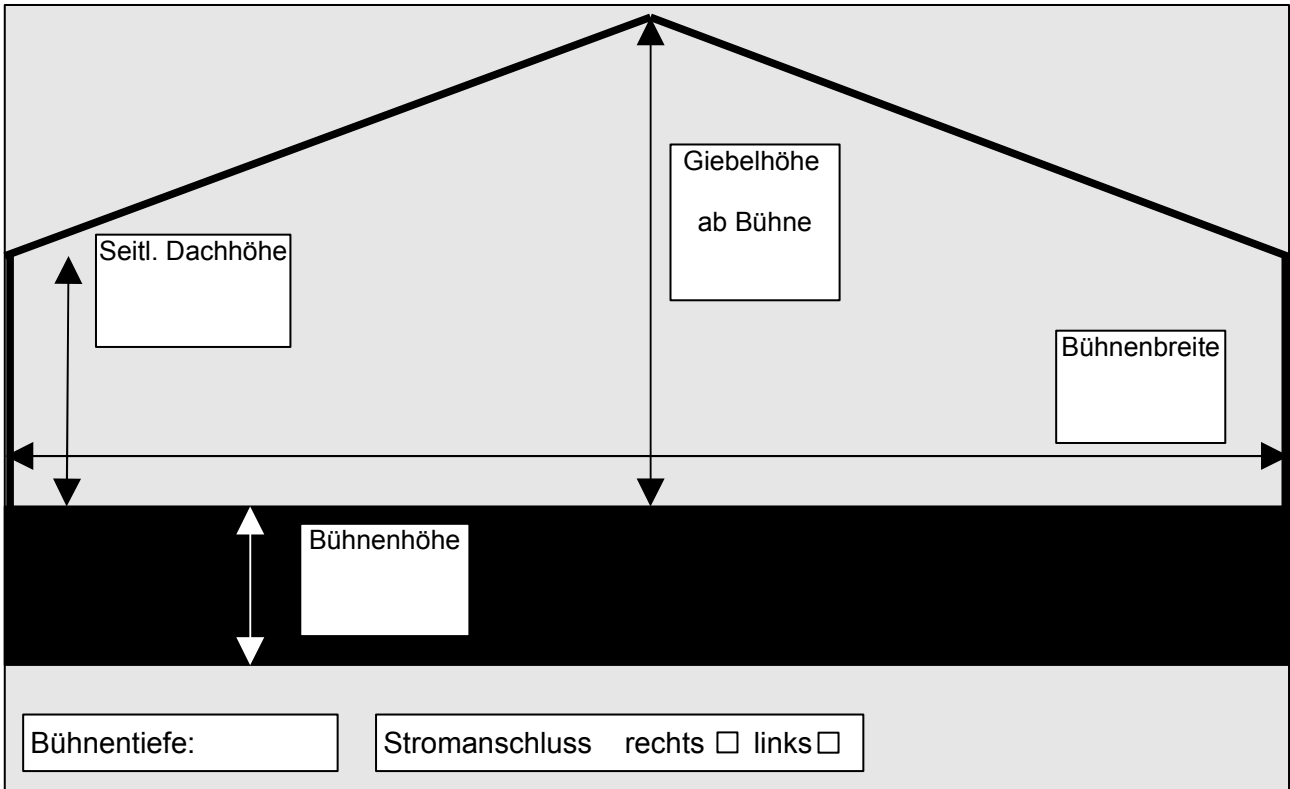 Giebelhöhe
ab Bühne
Seitl. Dachhöhe
Bühnenbreite
Bühnenhöhe
Bühnentiefe:
Stromanschluss rechts ☐ links ☐